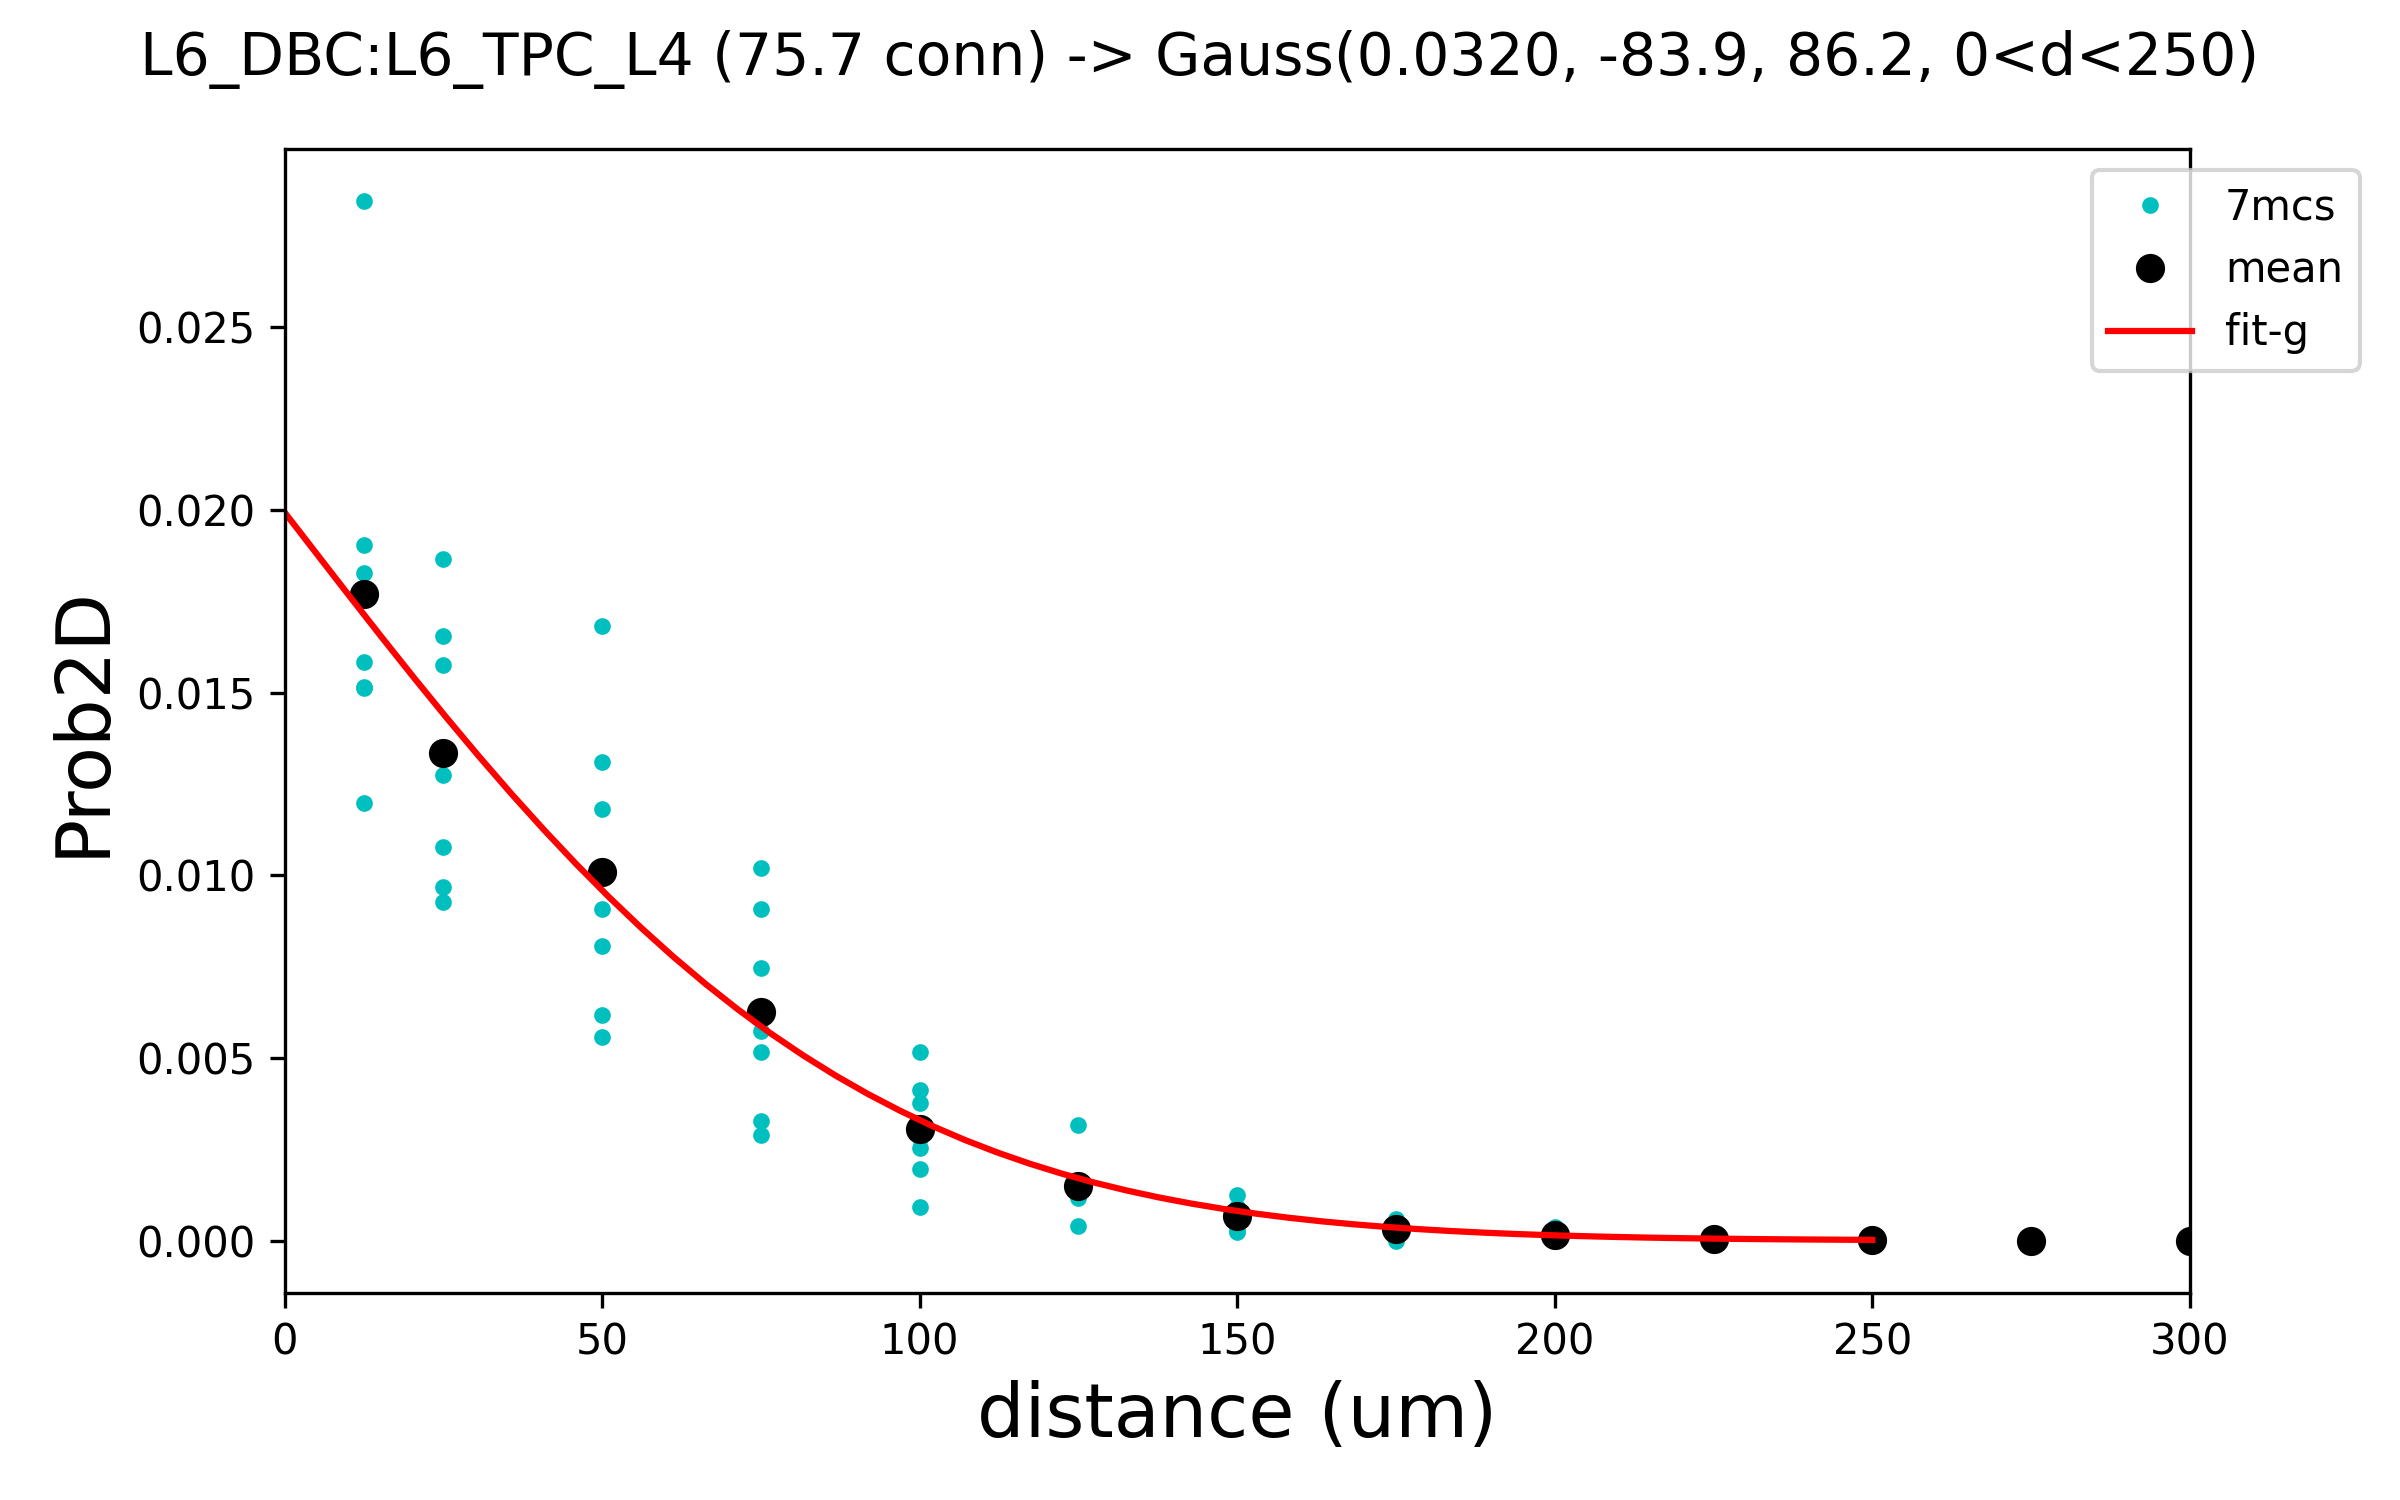 L6_DBC:L6_TPC_L4 (75.7 conn) -> Gauss(0.0320, -83.9, 86.2, 0<d<250)
7mcs
mean
fit-g
Prob2D
0.025
0.020
0.015
0.010
0.005
0.000
0 50 100 150 200 250 300
distance (um)